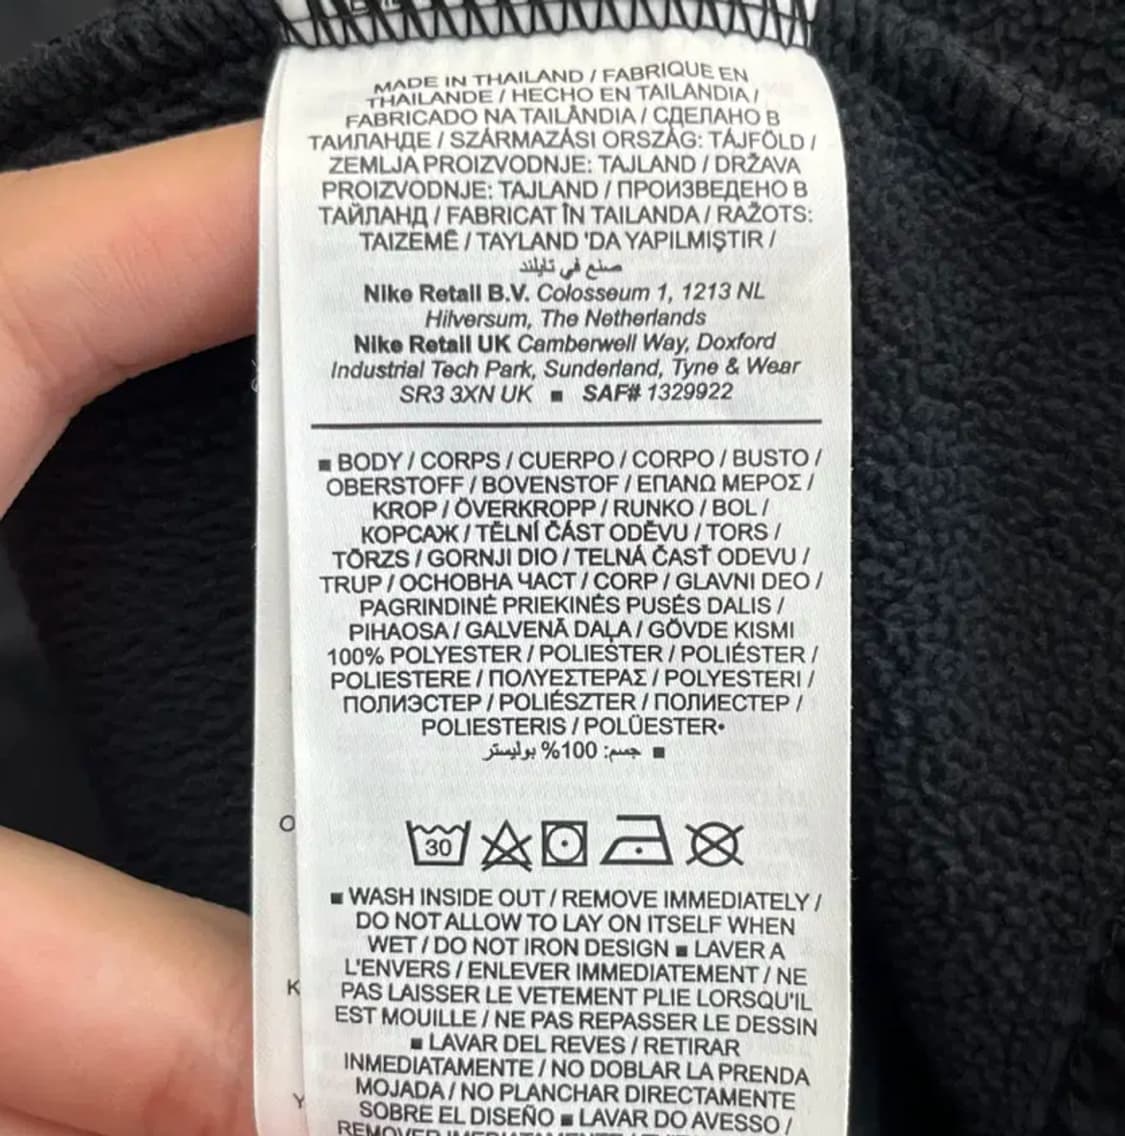 MADE IN THAILAND / FABRIQUE EN
THAILANDE / HECHO EN TAILANDIA /
FABRICADO NA TAILÂNDIA / СДЕЛАНО В
ТАИЛАНДЕ / SZÁRMAZÁSI ORSZÁG: TÁJFÖLD /
ZEMLJA PROIZVODNJE: TAJLAND / DRŽAVA
PROIZVODNJE: TAJLAND / ПРОИЗВЕДЕНО В
ТАЙЛАНД / FABRICAT ÎN TAILANDA / RAŽOTS:
TAIZEMĒ / TAYLAND 'DA YAPILMIŞTIR /
صنع في تايلند
Nike Retail B.V. Colosseum 1, 1213 NL
Hilversum, The Netherlands
Nike Retail UK Camberwell Way, Doxford
Industrial Tech Park, Sunderland, Tyne & Wear
SR3 3XN UK ■ SAF# 1329922
■ BODY / CORPS / CUERPO / CORPO / BUSTO /
OBERSTOFF / BOVENSTOF / ΕΠΑΝΩ ΜΕΡΟΣ /
KROP / ÖVERKROPP / RUNKO / BOL /
КОРСАЖ / TĚLNÍ ČÁST ODĚVU / TORS /
TÖRZS / GORNJI DIO / TELNÁ ČASŤ ODEVU /
TRUP / ОСНОВНА ЧАСТ / CORP / GLAVNI DEO /
PAGRINDINĖ PRIEKINĖS PUSĖS DALIS /
PIHAOSA / GALVENĀ DAĻA / GÖVDE KISMI
100% POLYESTER / POLIESTER / POLIÉSTER /
POLIESTERE / ΠΟΛΥΕΣΤΕΡΑΣ / POLYESTERI /
ПОЛИЭСТЕР / POLIÉSZTER / ПОЛИЕСТЕР /
POLIESTERIS / POLÜESTER•
■ جسم: 100% بوليستر
30
■ WASH INSIDE OUT / REMOVE IMMEDIATELY /
DO NOT ALLOW TO LAY ON ITSELF WHEN
WET / DO NOT IRON DESIGN ■ LAVER A
L'ENVERS / ENLEVER IMMEDIATEMENT / NE
PAS LAISSER LE VETEMENT PLIE LORSQU'IL
EST MOUILLE / NE PAS REPASSER LE DESSIN
■ LAVAR DEL REVES / RETIRAR
INMEDIATAMENTE / NO DOBLAR LA PRENDA
MOJADA / NO PLANCHAR DIRECTAMENTE
SOBRE EL DISEÑO ■ LAVAR DO AVESSO /